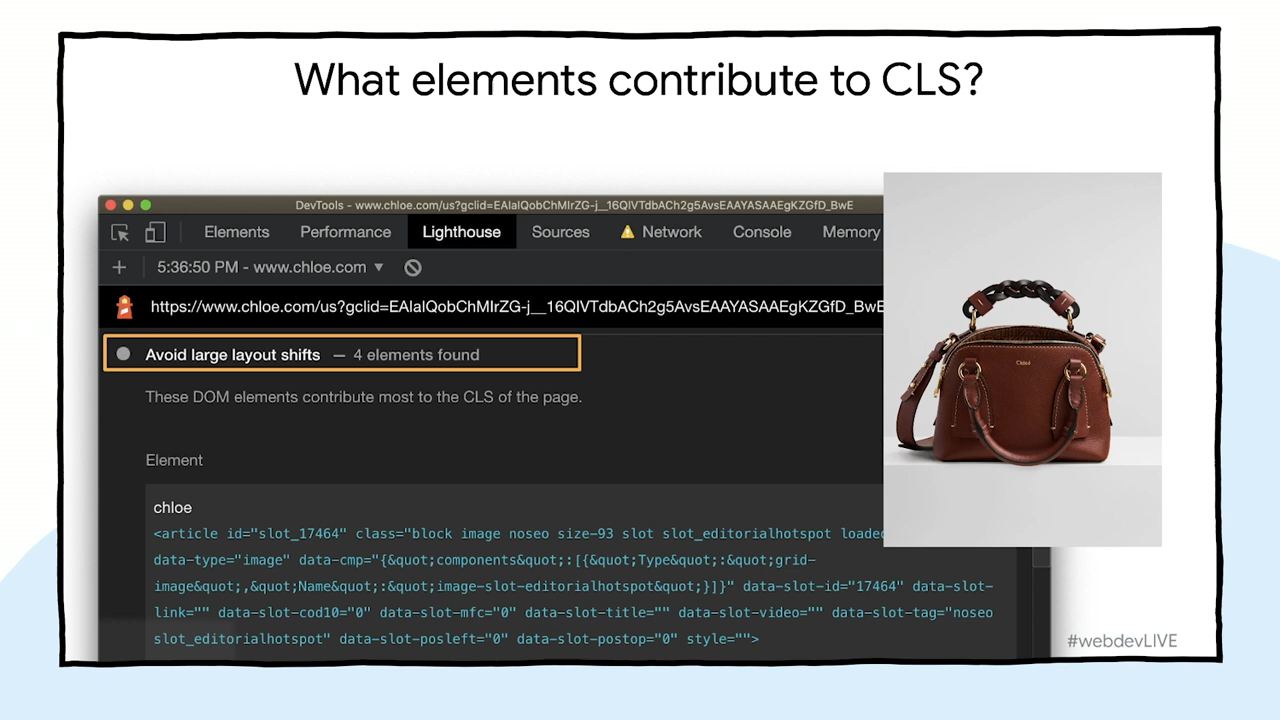 What elements contribute to CLS?
DevTools - www.chloe.com/us?gclid=EAIaIQobChMIrZG-j__16QIVTdbACh2g5AvsEAAYASAAEgKZGfD_BwE
Elements Performance Lighthouse Sources Network Console Memory
5:36:50 PM - www.chloe.com
https://www.chloe.com/us?gclid=EAIaIQobChMIrZG-j__16QIVTdbACh2g5AvsEAAYASAAEgKZGfD_BwE
Avoid large layout shifts — 4 elements found
These DOM elements contribute most to the CLS of the page.
Element
Chloé
chloe
<article id="slot_17464" class="block image noseo size-93 slot slot_editorialhotspot loaded
data-type="image" data-cmp="{&quot;components&quot;:[{&quot;Type&quot;:&quot;grid-
image&quot;,&quot;Name&quot;:&quot;image-slot-editorialhotspot&quot;}]}" data-slot-id="17464" data-slot-
link="" data-slot-cod10="0" data-slot-mfc="0" data-slot-title="" data-slot-video="" data-slot-tag="noseo
slot_editorialhotspot" data-slot-posleft="0" data-slot-postop="0" style="">
#webdevLIVE